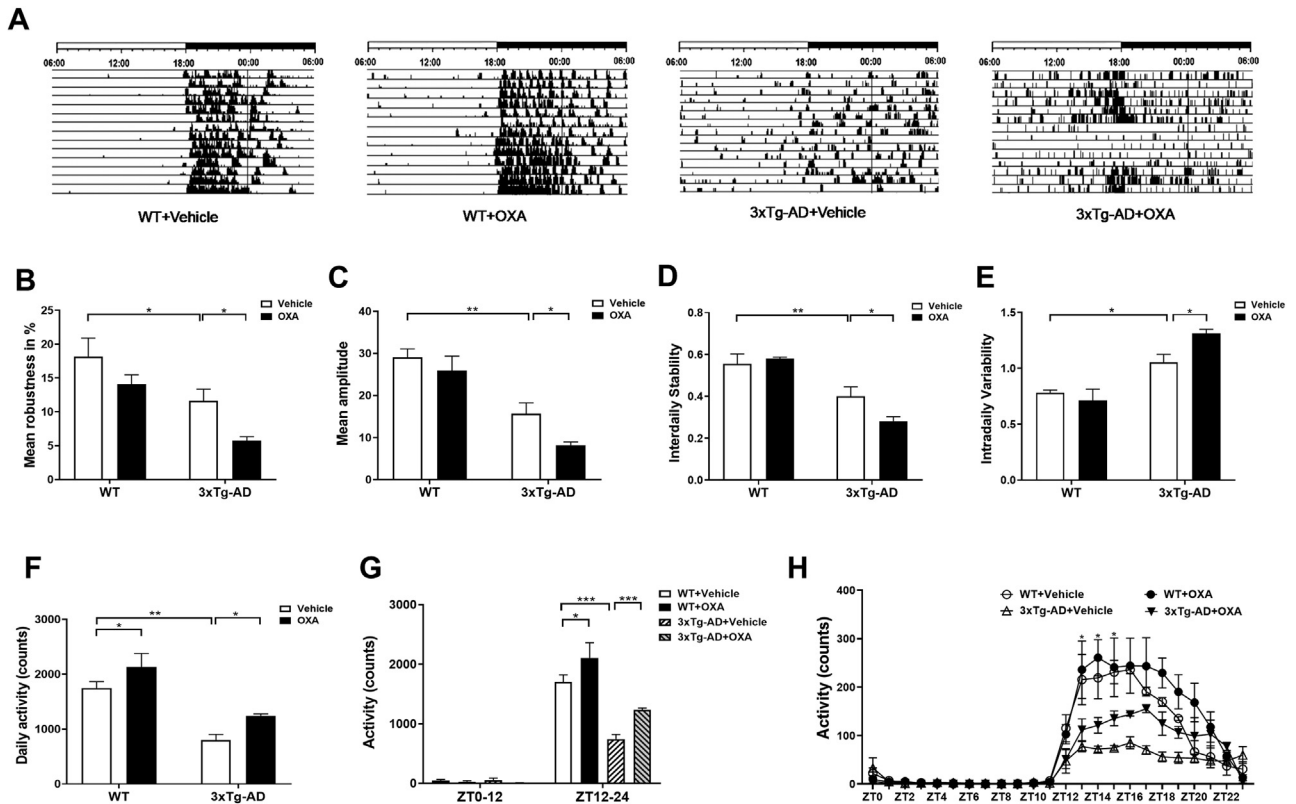 A
06:00 12:00 18:00 00:00 06:00
06:00 12:00 18:00 00:00 06:00
06:00 12:00 18:00 00:00 06:00
06:00 12:00 18:00 00:00 06:00
WT+Vehicle
WT+OXA
3xTg-AD+Vehicle
3xTg-AD+OXA
B
Vehicle
OXA
Mean robustness in %
25
20
15
10
5
0
*
*
WT
3xTg-AD
C
Vehicle
OXA
Mean amplitude
40
30
20
10
0
**
*
WT
3xTg-AD
D
Vehicle
OXA
Interdaily Stability
0.8
0.6
0.4
0.2
0.0
**
*
WT
3xTg-AD
E
Vehicle
OXA
Intradaily Variability
1.5
1.0
0.5
0.0
*
*
WT
3xTg-AD
F
Vehicle
OXA
Daily activity (counts)
3000
2000
1000
0
**
*
*
WT
3xTg-AD
G
WT+Vehicle
WT+OXA
3xTg-AD+Vehicle
3xTg-AD+OXA
Activity (counts)
3000
2000
1000
0
***
***
*
ZT0-12
ZT12-24
H
WT+Vehicle
WT+OXA
3xTg-AD+Vehicle
3xTg-AD+OXA
Activity (counts)
400
300
200
100
0
* * *
ZT0 ZT2 ZT4 ZT6 ZT8 ZT10 ZT12 ZT14 ZT16 ZT18 ZT20 ZT22